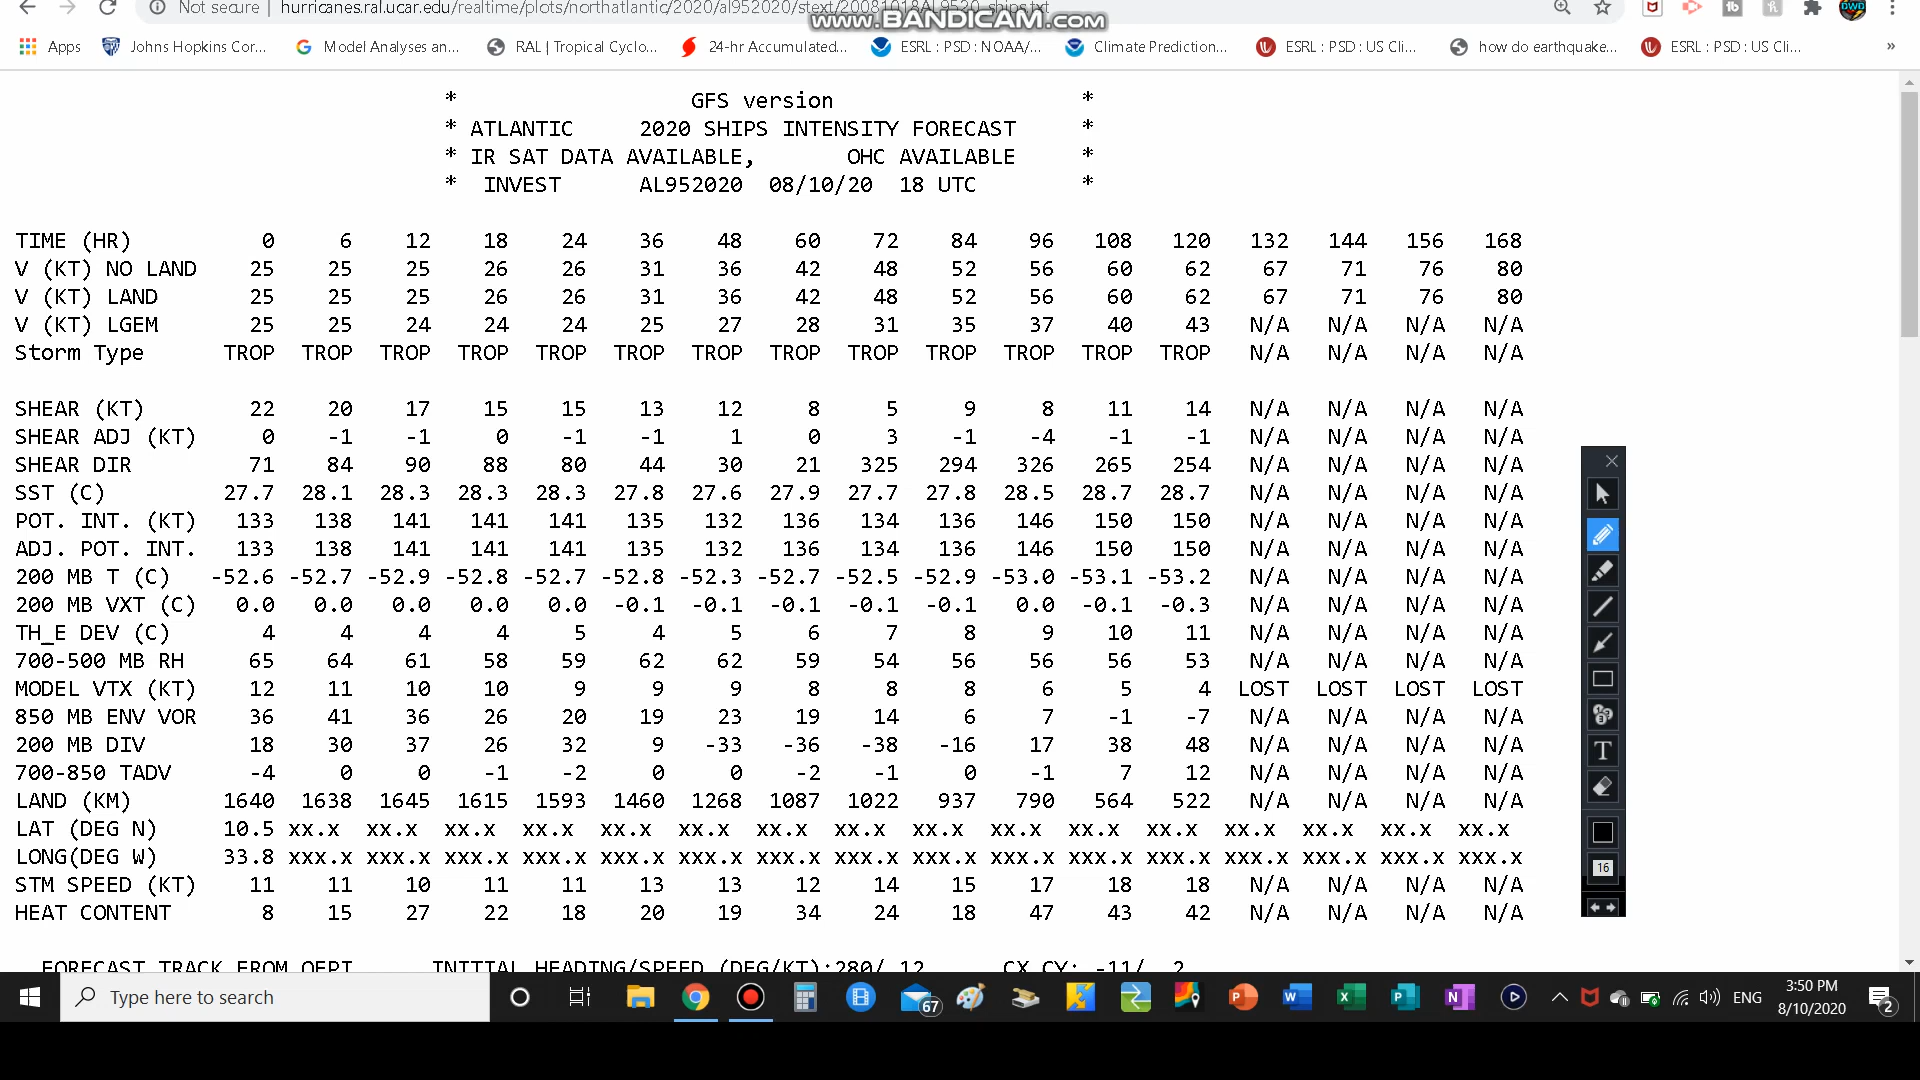 Not secure | hurricanes.ral.ucar.edu/realtime/plots/northatlantic/2020/al952020/stext/20081018AL9520_ships.txt
www.BANDICAM.com
Apps Johns Hopkins Cor... Model Analyses an... RAL | Tropical Cyclo... 24-hr Accumulated... ESRL : PSD : NOAA/... Climate Prediction... ESRL : PSD : US Cli... how do earthquake... ESRL : PSD : US Cli... »
* GFS version *
* ATLANTIC 2020 SHIPS INTENSITY FORECAST *
* IR SAT DATA AVAILABLE, OHC AVAILABLE *
* INVEST AL952020 08/10/20 18 UTC *
TIME (HR) 0 6 12 18 24 36 48 60 72 84 96 108 120 132 144 156 168
V (KT) NO LAND 25 25 25 26 26 31 36 42 48 52 56 60 62 67 71 76 80
V (KT) LAND 25 25 25 26 26 31 36 42 48 52 56 60 62 67 71 76 80
V (KT) LGEM 25 25 24 24 24 25 27 28 31 35 37 40 43 N/A N/A N/A N/A
Storm Type TROP TROP TROP TROP TROP TROP TROP TROP TROP TROP TROP TROP TROP N/A N/A N/A N/A
SHEAR (KT) 22 20 17 15 15 13 12 8 5 9 8 11 14 N/A N/A N/A N/A
SHEAR ADJ (KT) 0 -1 -1 0 -1 -1 1 0 3 -1 -4 -1 -1 N/A N/A N/A N/A
SHEAR DIR 71 84 90 88 80 44 30 21 325 294 326 265 254 N/A N/A N/A N/A
SST (C) 27.7 28.1 28.3 28.3 28.3 27.8 27.6 27.9 27.7 27.8 28.5 28.7 28.7 N/A N/A N/A N/A
POT. INT. (KT) 133 138 141 141 141 135 132 136 134 136 146 150 150 N/A N/A N/A N/A
ADJ. POT. INT. 133 138 141 141 141 135 132 136 134 136 146 150 150 N/A N/A N/A N/A
200 MB T (C) -52.6 -52.7 -52.9 -52.8 -52.7 -52.8 -52.3 -52.7 -52.5 -52.9 -53.0 -53.1 -53.2 N/A N/A N/A N/A
200 MB VXT (C) 0.0 0.0 0.0 0.0 0.0 -0.1 -0.1 -0.1 -0.1 -0.1 0.0 -0.1 -0.3 N/A N/A N/A N/A
TH_E DEV (C) 4 4 4 4 5 4 5 6 7 8 9 10 11 N/A N/A N/A N/A
700-500 MB RH 65 64 61 58 59 62 62 59 54 56 56 56 53 N/A N/A N/A N/A
MODEL VTX (KT) 12 11 10 10 9 9 9 8 8 8 6 5 4 LOST LOST LOST LOST
850 MB ENV VOR 36 41 36 26 20 19 23 19 14 6 7 -1 -7 N/A N/A N/A N/A
200 MB DIV 18 30 37 26 32 9 -33 -36 -38 -16 17 38 48 N/A N/A N/A N/A
700-850 TADV -4 0 0 -1 -2 0 0 -2 -1 0 -1 7 12 N/A N/A N/A N/A
LAND (KM) 1640 1638 1645 1615 1593 1460 1268 1087 1022 937 790 564 522 N/A N/A N/A N/A
LAT (DEG N) 10.5 xx.x xx.x xx.x xx.x xx.x xx.x xx.x xx.x xx.x xx.x xx.x xx.x xx.x xx.x xx.x xx.x
LONG(DEG W) 33.8 xxx.x xxx.x xxx.x xxx.x xxx.x xxx.x xxx.x xxx.x xxx.x xxx.x xxx.x xxx.x xxx.x xxx.x xxx.x xxx.x
STM SPEED (KT) 11 11 10 11 11 13 13 12 14 15 17 18 18 N/A N/A N/A N/A
HEAT CONTENT 8 15 27 22 18 20 19 34 24 18 47 43 42 N/A N/A N/A N/A
FORECAST TRACK FROM OFPI INITIAL HEADING/SPEED (DEG/KT):280/ 12 CX,CY: -11/ 2
T
16
Type here to search
67
ENG
3:50 PM
8/10/2020
2